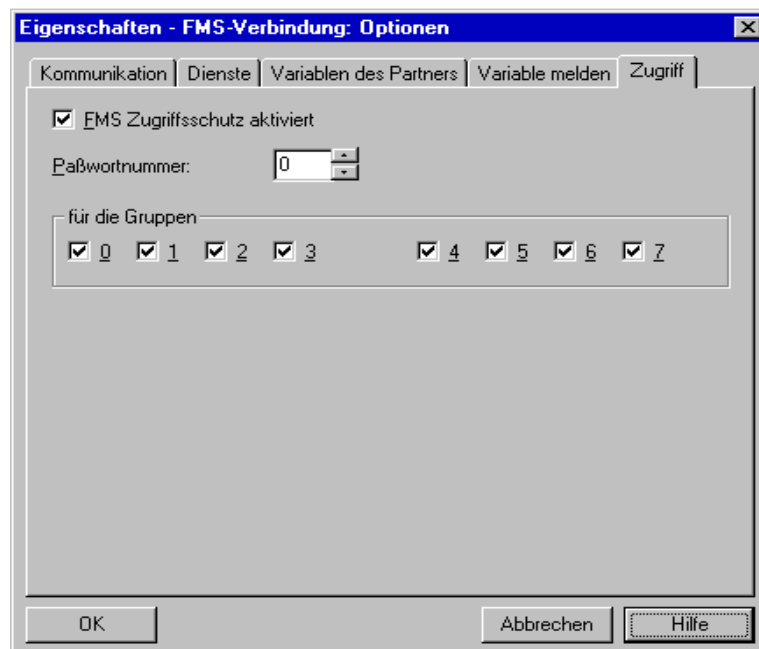 Eigenschaften - FMS-Verbindung: Optionen
Kommunikation Dienste Variablen des Partners Variable melden Zugriff
FMS Zugriffsschutz aktiviert
Paßwortnummer: 0
für die Gruppen
0 1 2 3 4 5 6 7
OK Abbrechen Hilfe